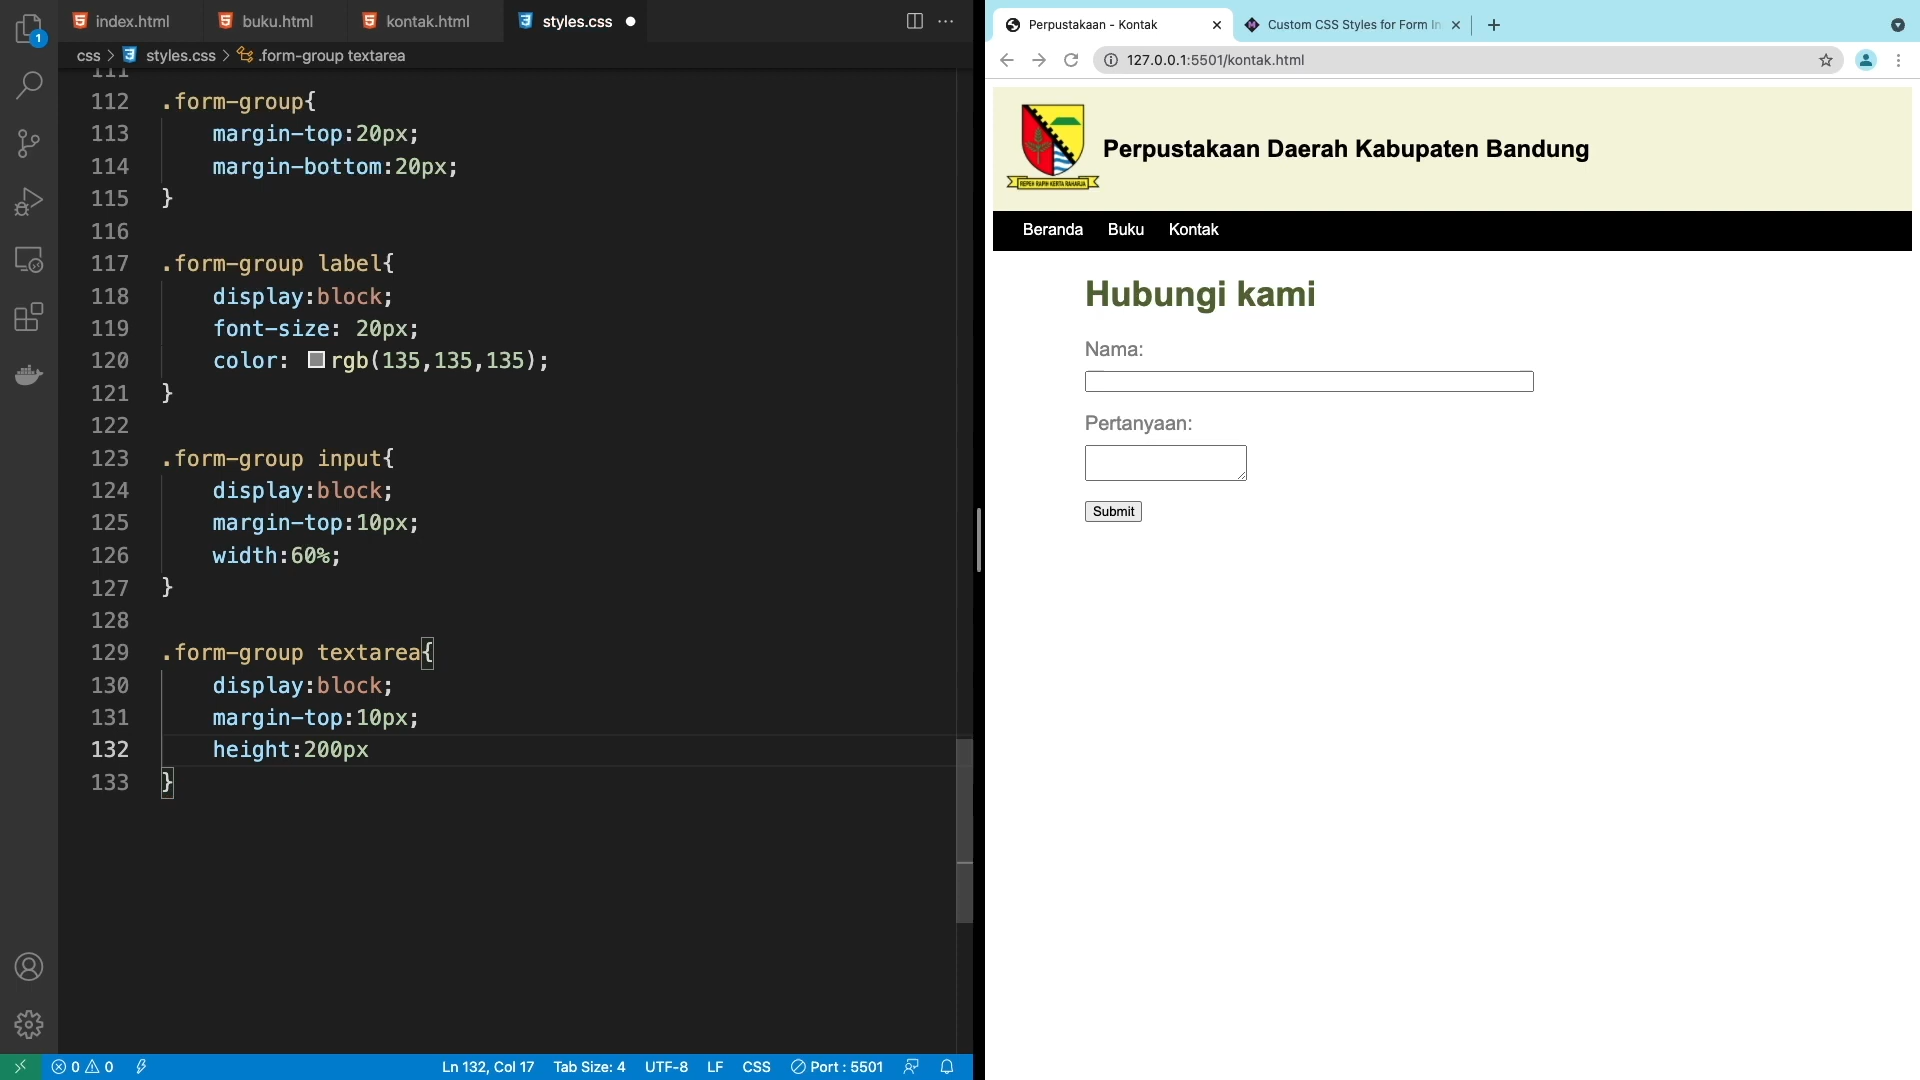 index.html
buku.html
kontak.html
styles.css
1
css > styles.css > .form-group textarea
111
112 .form-group{
113 margin-top:20px;
114 margin-bottom:20px;
115 }
116
117 .form-group label{
118 display:block;
119 font-size: 20px;
120 color: rgb(135,135,135);
121 }
122
123 .form-group input{
124 display:block;
125 margin-top:10px;
126 width:60%;
127 }
128
129 .form-group textarea{
130 display:block;
131 margin-top:10px;
132 height:200px
133 }
0 0
Ln 132, Col 17
Tab Size: 4
UTF-8
LF
CSS
Port : 5501
Perpustakaan - Kontak
Custom CSS Styles for Form In
127.0.0.1:5501/kontak.html
REPEH RAPIH KERTA RAHARJA
Perpustakaan Daerah Kabupaten Bandung
Beranda Buku Kontak
Hubungi kami
Nama:
Pertanyaan:
Submit